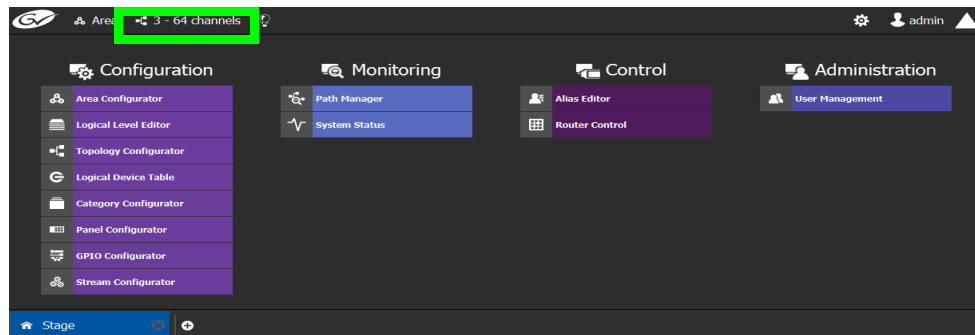 GV Area 3 - 64 channels admin
Configuration Monitoring Control Administration
Area Configurator Path Manager Alias Editor User Management
Logical Level Editor System Status Router Control
Topology Configurator
Logical Device Table
Category Configurator
Panel Configurator
GPIO Configurator
Stream Configurator
Stage